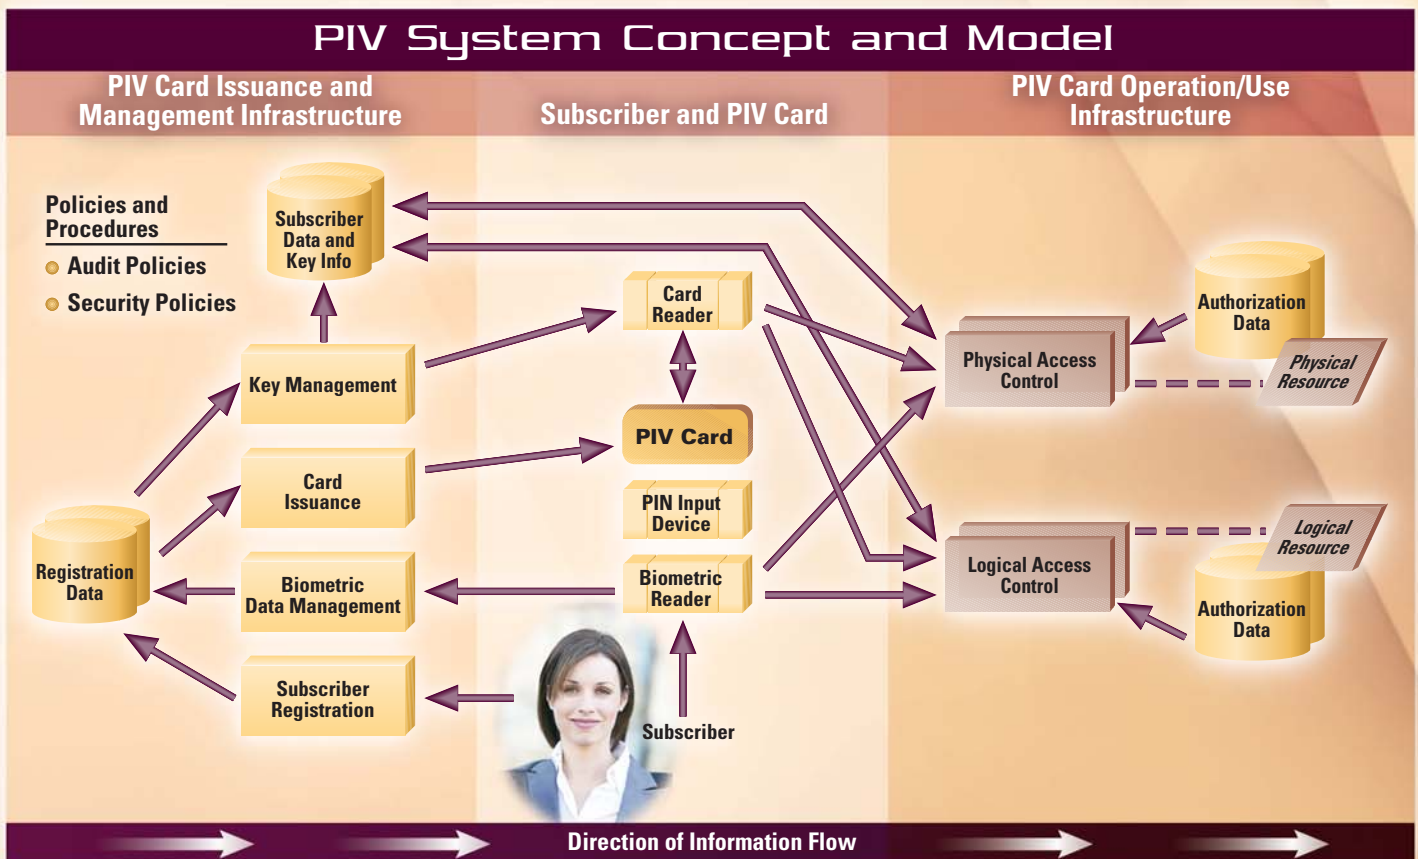 PIV System Concept and Model
PIV Card Issuance and
Management Infrastructure
Subscriber and PIV Card
PIV Card Operation/Use
Infrastructure
Policies and
Procedures
Audit Policies
Security Policies
Subscriber
Data and
Key Info
Key Management
Card
Issuance
Registration
Data
Biometric
Data Management
Subscriber
Registration
Card
Reader
PIV Card
PIN Input
Device
Biometric
Reader
Subscriber
Physical Access
Control
Authorization
Data
Physical
Resource
Logical Access
Control
Logical
Resource
Authorization
Data
Direction of Information Flow